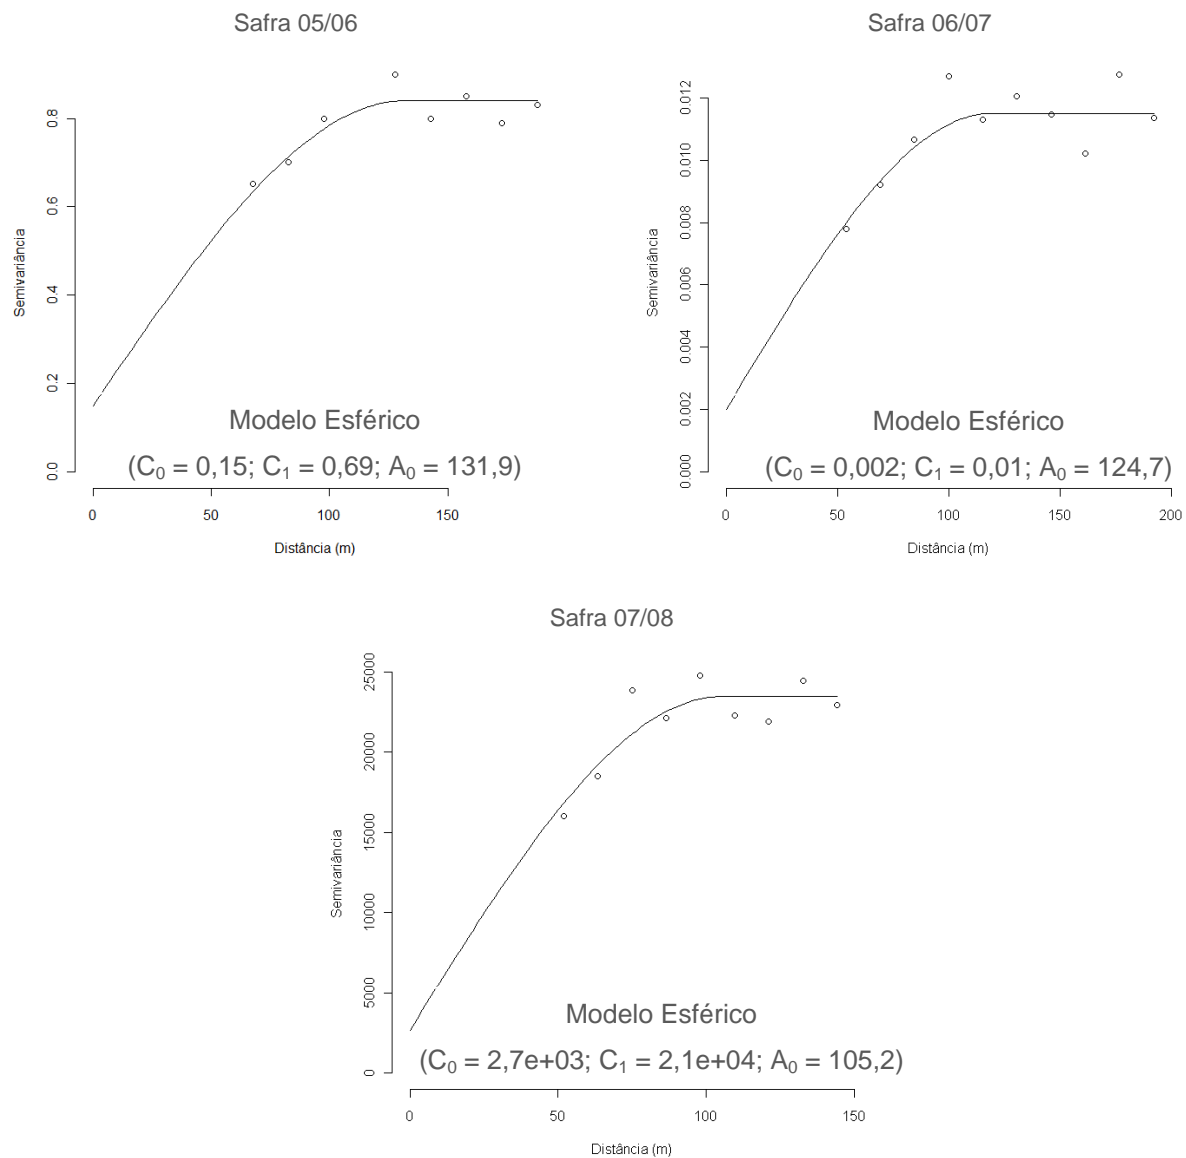 Safra 05/06
Semivariância
0.0 0.2 0.4 0.6 0.8
Modelo Esférico
(C₀ = 0,15; C₁ = 0,69; A₀ = 131,9)
0 50 100 150
Distância (m)
Safra 06/07
Semivariância
0.000 0.002 0.004 0.006 0.008 0.010 0.012
Modelo Esférico
(C₀ = 0,002; C₁ = 0,01; A₀ = 124,7)
0 50 100 150 200
Distância (m)
Safra 07/08
Semivariância
0 5000 10000 15000 20000 25000
Modelo Esférico
(C₀ = 2,7e+03; C₁ = 2,1e+04; A₀ = 105,2)
0 50 100 150
Distância (m)